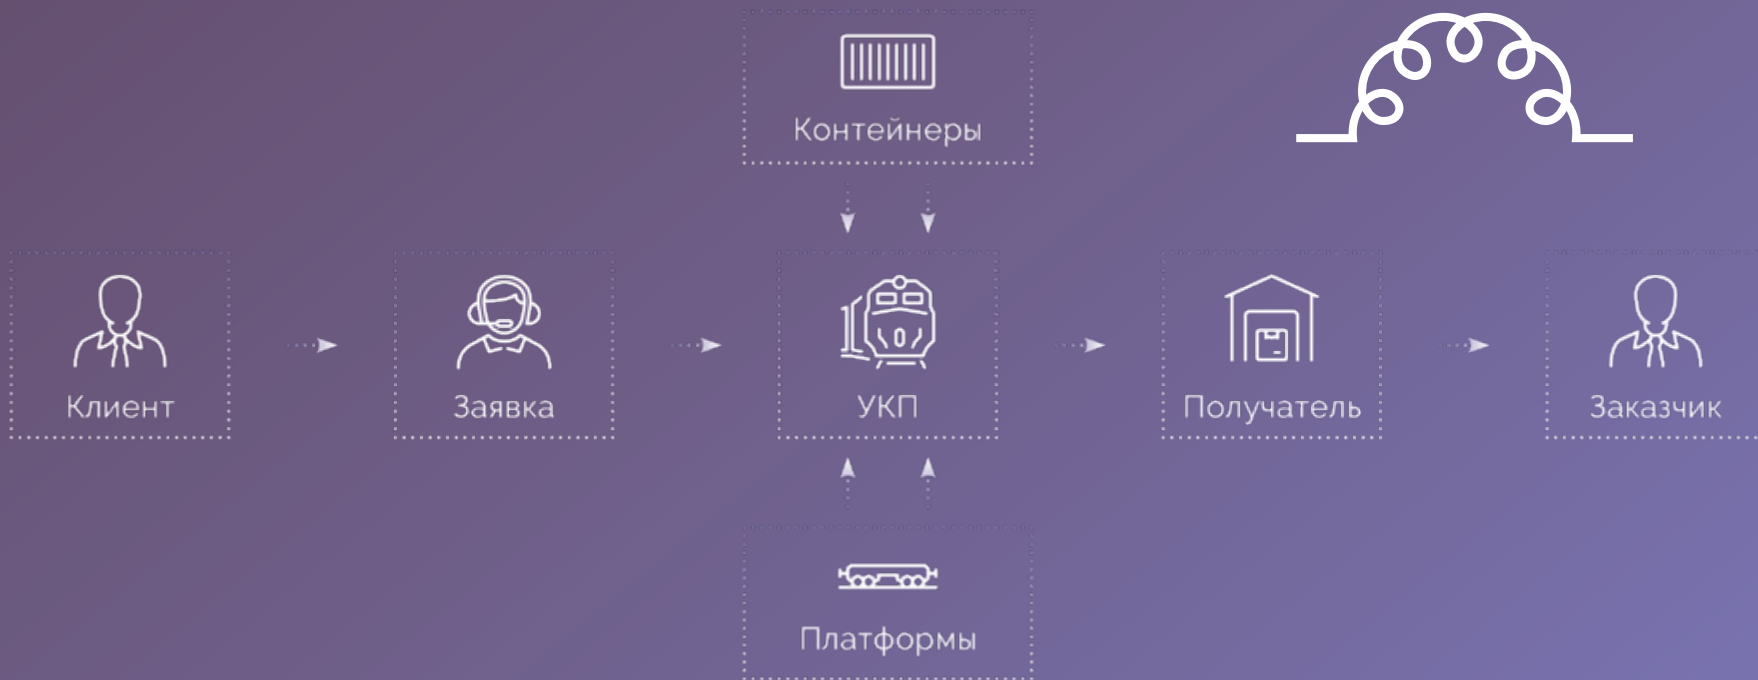 Контейнеры
Клиент
Заявка
УКП
Получатель
Заказчик
Платформы